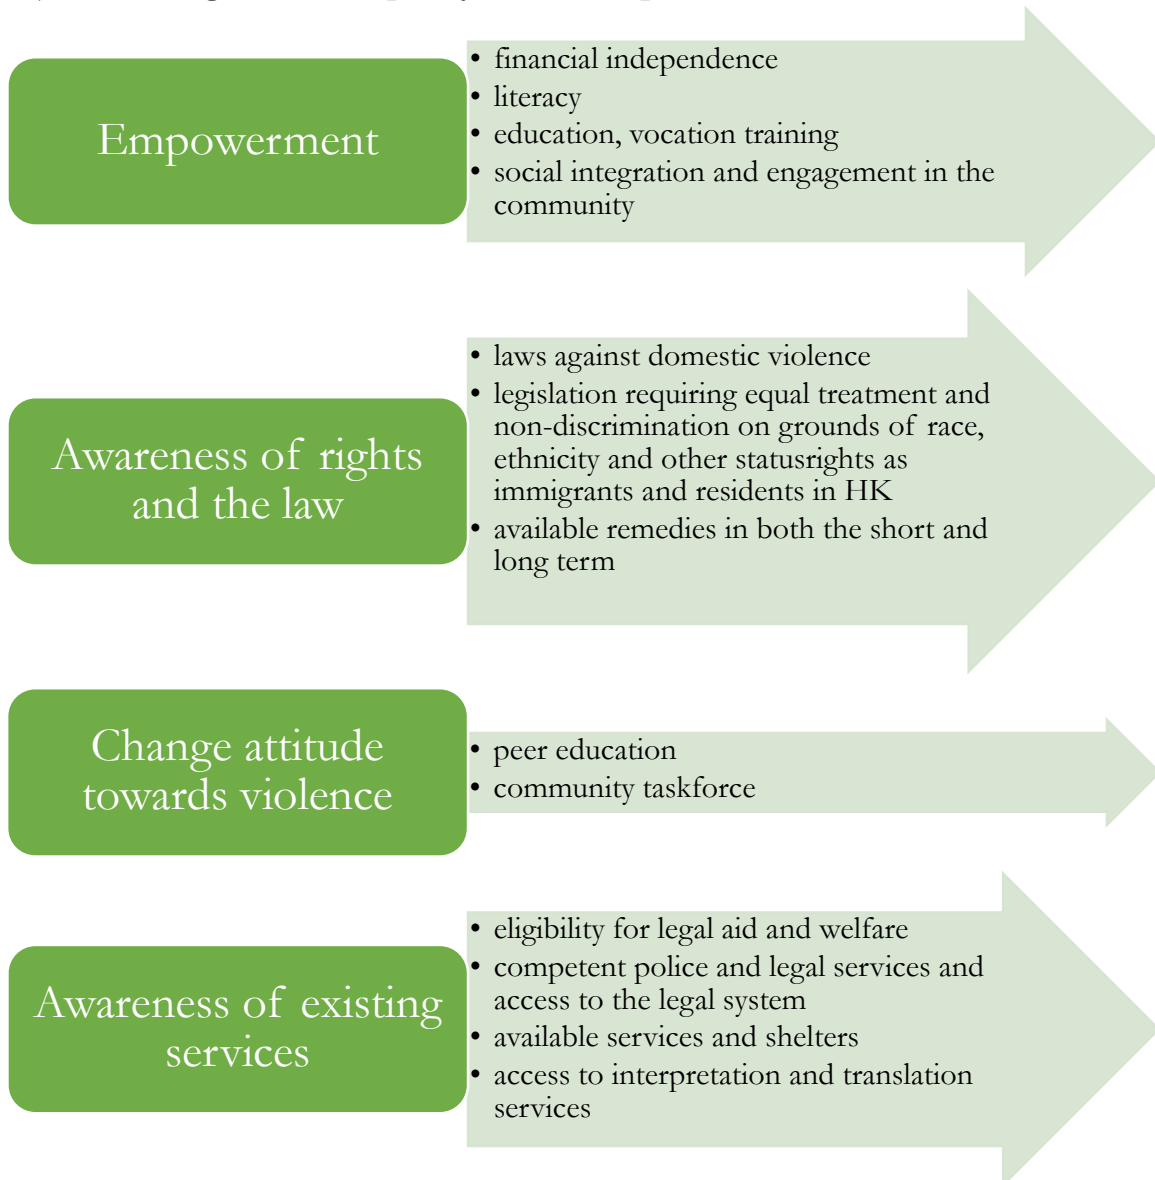 Empowerment
• financial independence
• literacy
• education, vocation training
• social integration and engagement in the
community
Awareness of rights
and the law
• laws against domestic violence
• legislation requiring equal treatment and
non-discrimination on grounds of race,
ethnicity and other statusrights as
immigrants and residents in HK
• available remedies in both the short and
long term
Change attitude
towards violence
• peer education
• community taskforce
Awareness of existing
services
• eligibility for legal aid and welfare
• competent police and legal services and
access to the legal system
• available services and shelters
• access to interpretation and translation
services